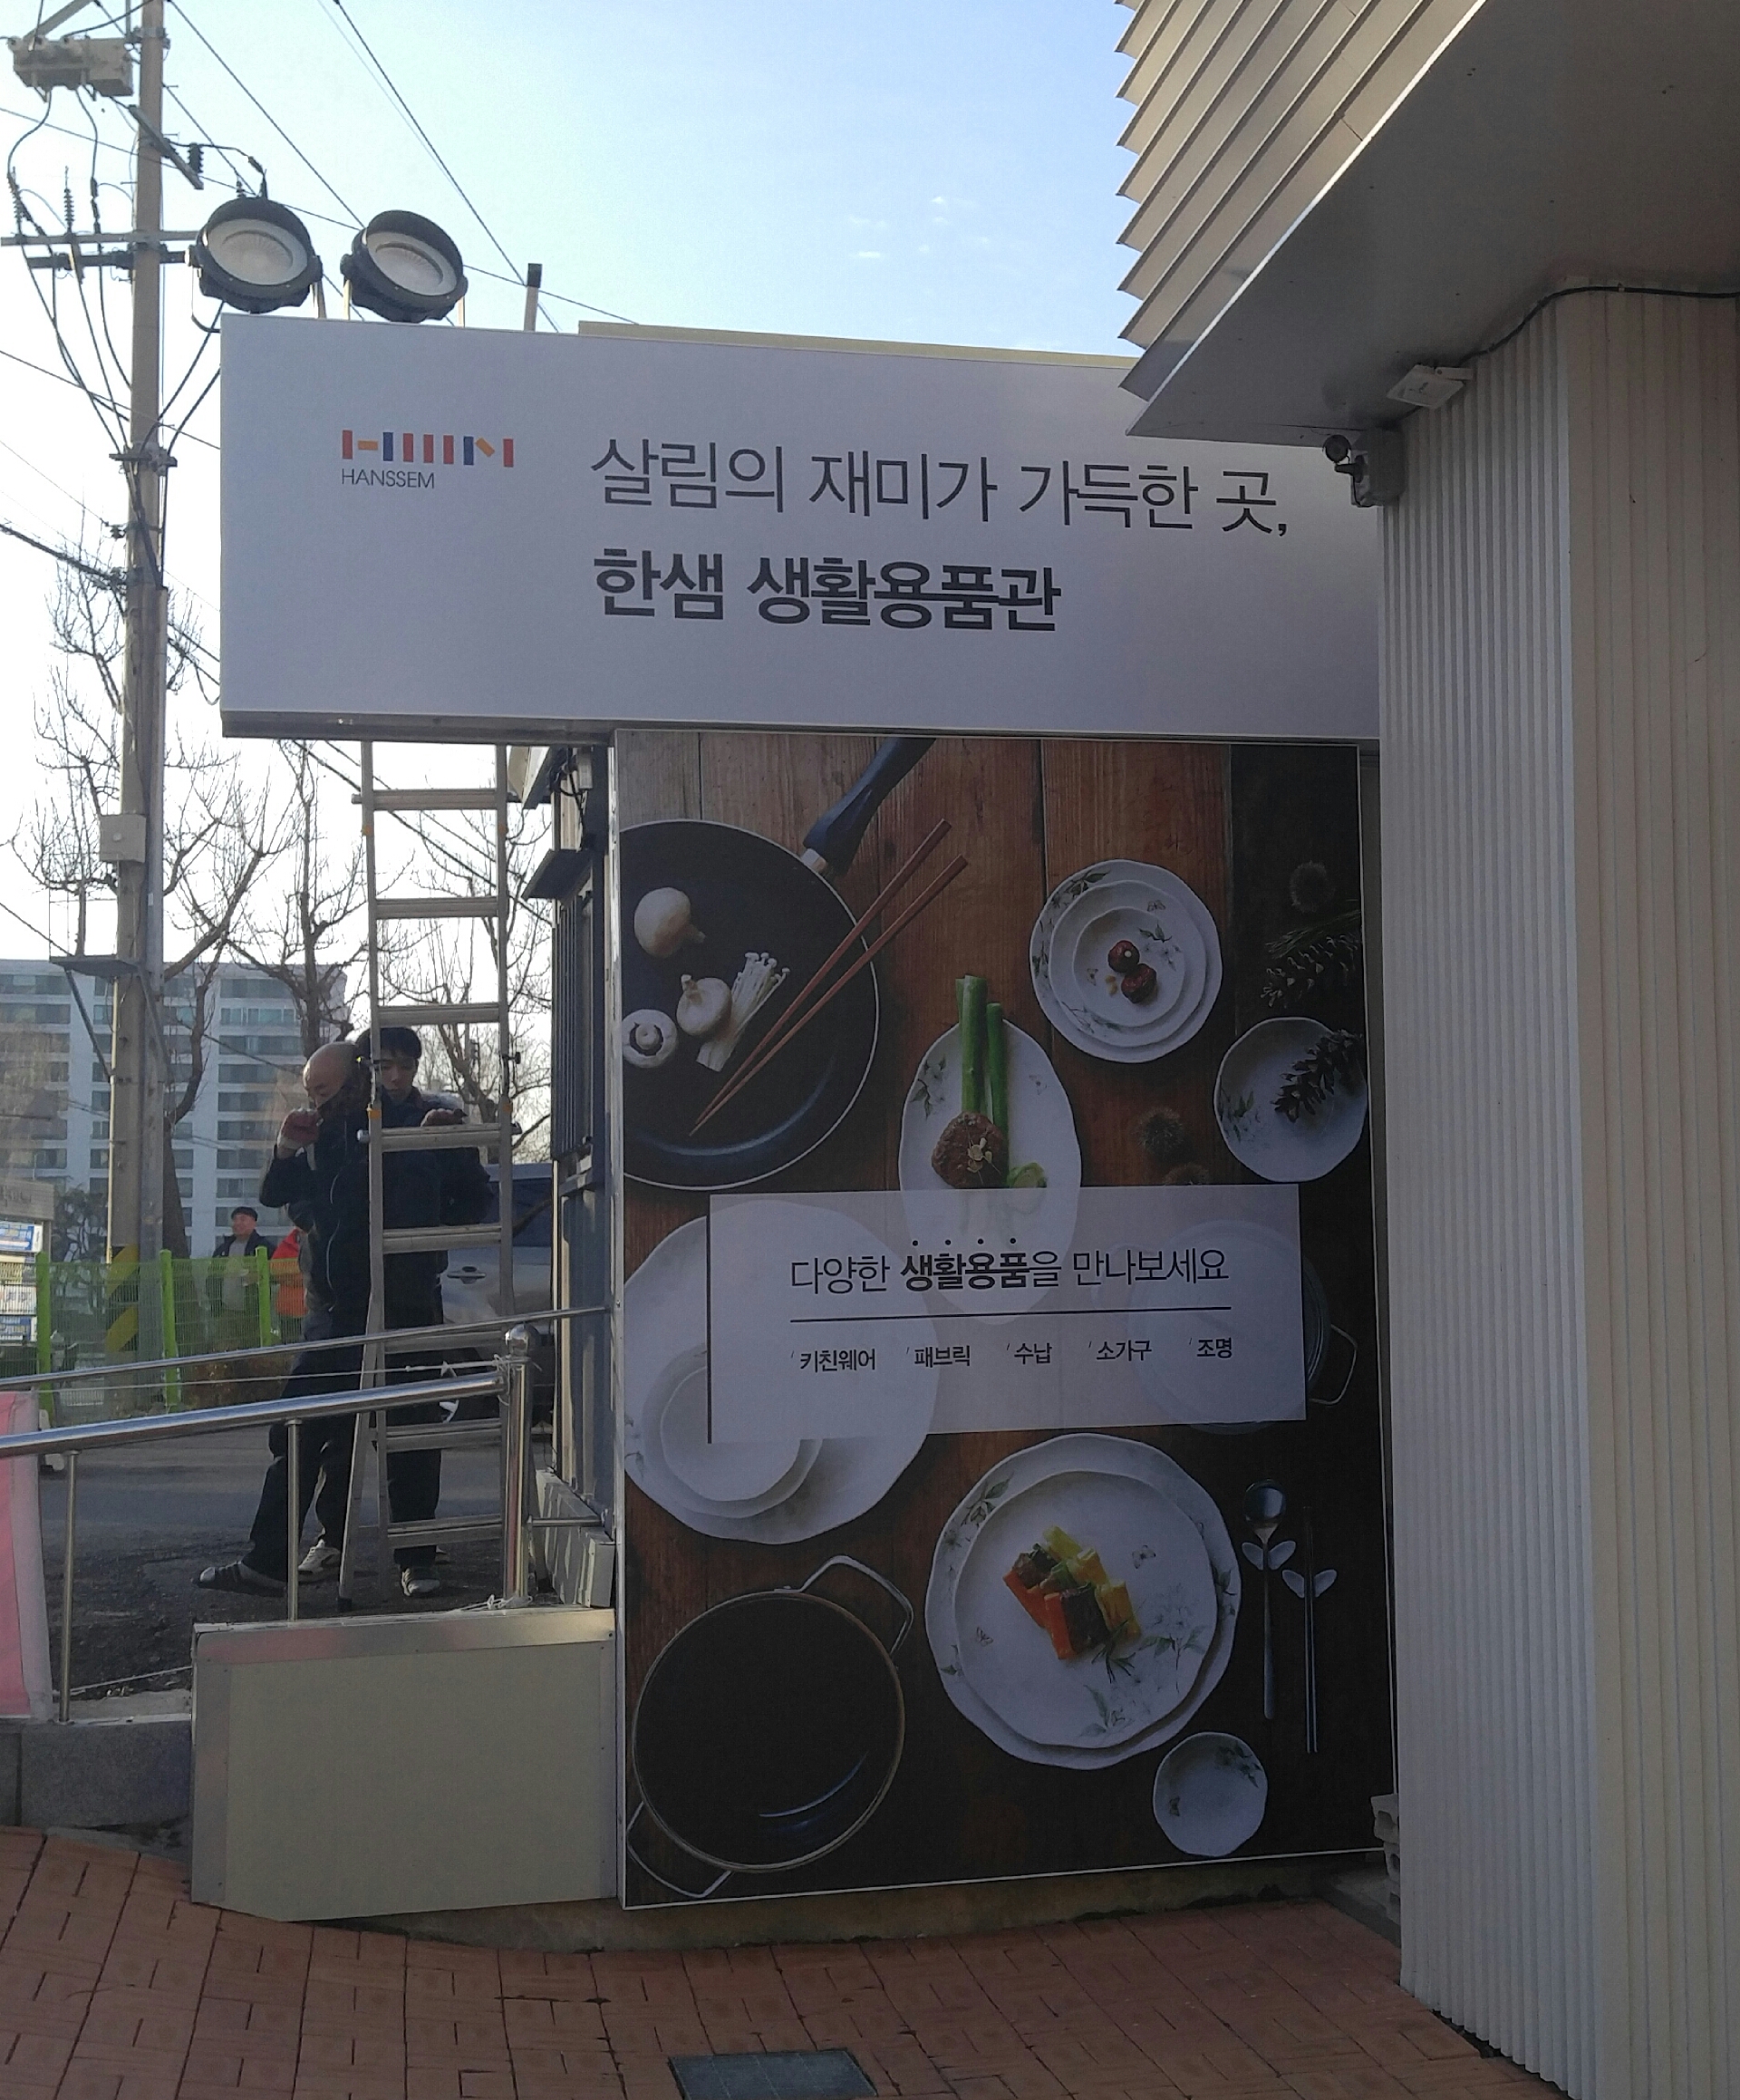 HANSSEM
살림의 재미가 가득한 곳,
한샘 생활용품관
다양한 생활용품을 만나보세요
키친웨어 패브릭 수납 소가구 조명